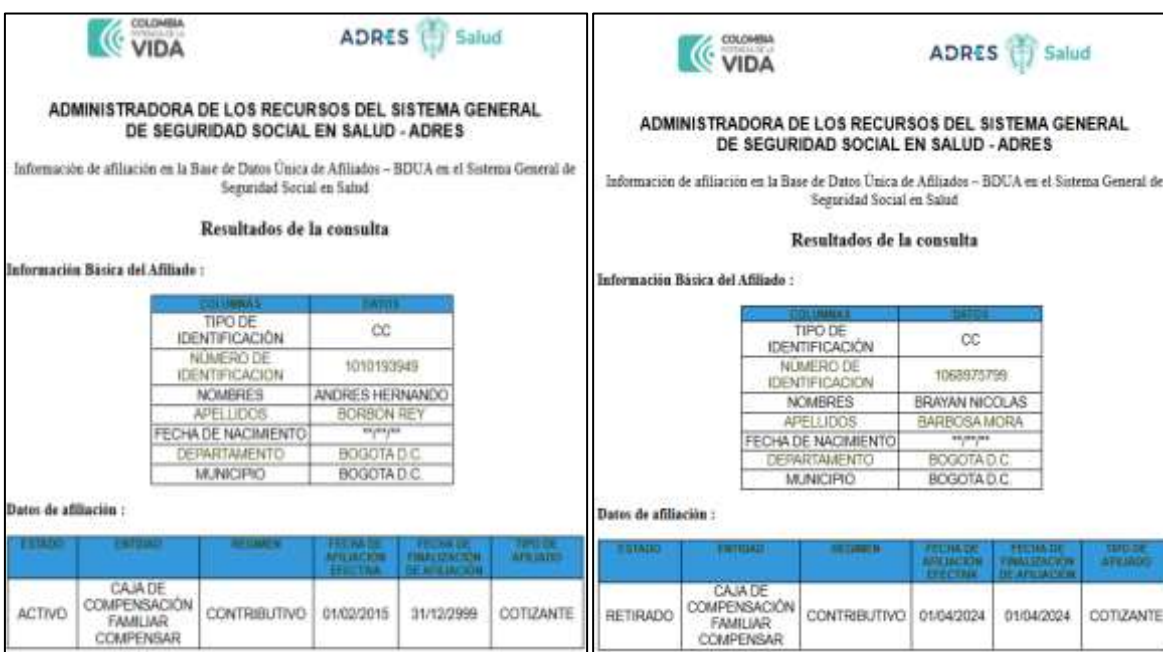 COLOMBIA
VIDA
ADRES Salud
ADMINISTRADORA DE LOS RECURSOS DEL SISTEMA GENERAL
DE SEGURIDAD SOCIAL EN SALUD - ADRES
Información de afiliación en la Base de Datos Única de Afiliados – BDUA en el Sistema General de
Seguridad Social en Salud
Resultados de la consulta
Información Básica del Afiliado :
COLUMNAS DATOS
TIPO DE
IDENTIFICACIÓN CC
NÚMERO DE
IDENTIFICACION 1010193949
NOMBRES ANDRES HERNANDO
APELLIDOS BORBÓN REY
FECHA DE NACIMIENTO **/**/**
DEPARTAMENTO BOGOTA D.C.
MUNICIPIO BOGOTA D.C.
Datos de afiliación :
ESTADO ENTIDAD REGIMEN FECHA DE AFILIACIÓN EFECTIVA FECHA DE FINALIZACIÓN DE AFILIACIÓN TIPO DE AFILIADO
ACTIVO CAJA DE COMPENSACIÓN FAMILIAR COMPENSAR CONTRIBUTIVO 01/02/2015 31/12/2999 COTIZANTE
COLOMBIA
VIDA
ADRES Salud
ADMINISTRADORA DE LOS RECURSOS DEL SISTEMA GENERAL
DE SEGURIDAD SOCIAL EN SALUD - ADRES
Información de afiliación en la Base de Datos Única de Afiliados – BDUA en el Sistema General de
Seguridad Social en Salud
Resultados de la consulta
Información Básica del Afiliado :
COLUMNAS DATOS
TIPO DE
IDENTIFICACIÓN CC
NÚMERO DE
IDENTIFICACION 1068975799
NOMBRES BRAYAN NICOLAS
APELLIDOS BARBOSA MORA
FECHA DE NACIMIENTO **/**/**
DEPARTAMENTO BOGOTA D.C.
MUNICIPIO BOGOTA D.C.
Datos de afiliación :
ESTADO ENTIDAD REGIMEN FECHA DE AFILIACIÓN EFECTIVA FECHA DE FINALIZACIÓN DE AFILIACIÓN TIPO DE AFILIADO
RETIRADO CAJA DE COMPENSACIÓN FAMILIAR COMPENSAR CONTRIBUTIVO 01/04/2024 01/04/2024 COTIZANTE